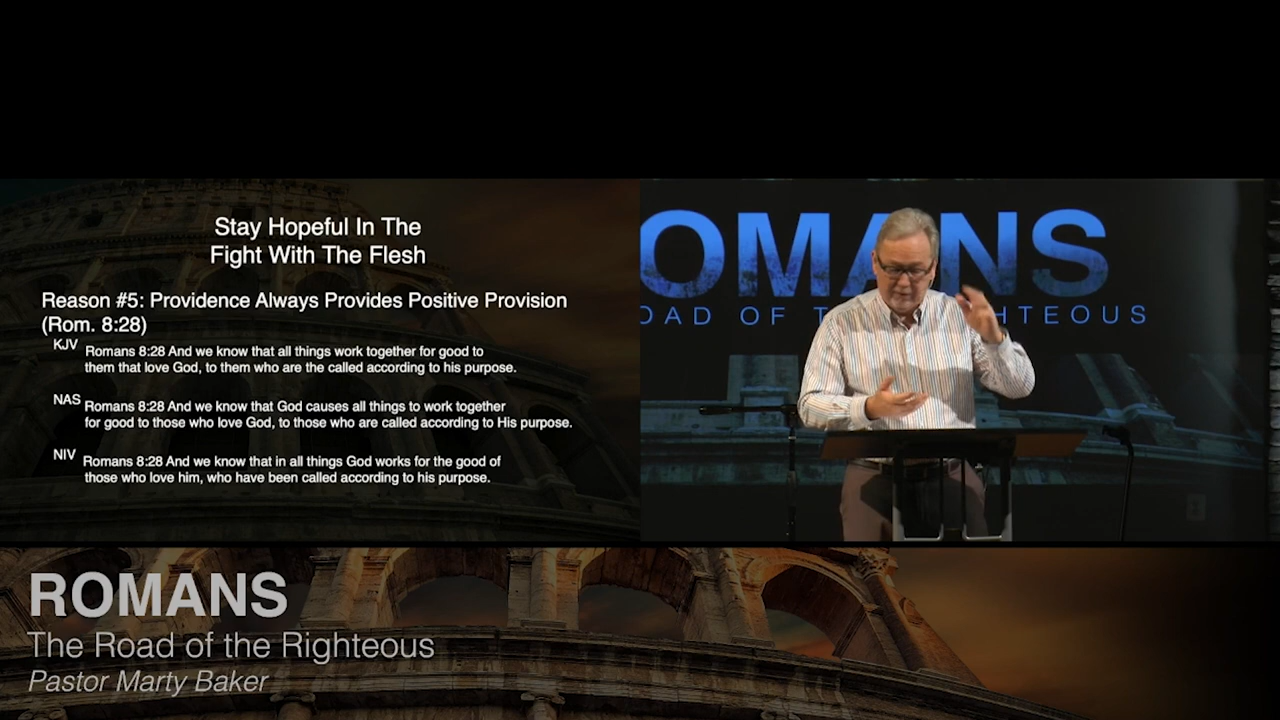 Stay Hopeful In The
Fight With The Flesh
Reason #5: Providence Always Provides Positive Provision
(Rom. 8:28)
KJV Romans 8:28 And we know that all things work together for good to
them that love God, to them who are the called according to his purpose.
NAS Romans 8:28 And we know that God causes all things to work together
for good to those who love God, to those who are called according to His purpose.
NIV Romans 8:28 And we know that in all things God works for the good of
those who love him, who have been called according to his purpose.
OMANS
OAD OF T HTEOUS
ROMANS
The Road of the Righteous
Pastor Marty Baker